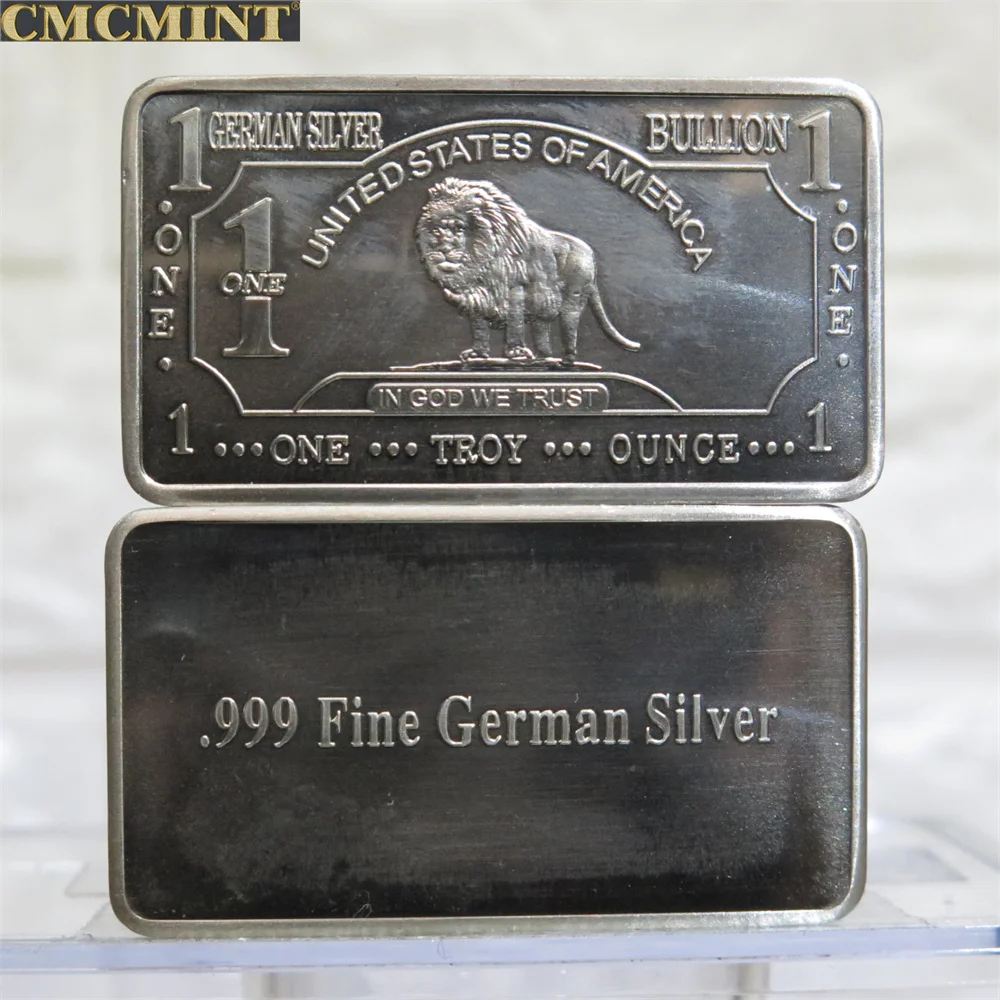 CMCMINT®
1 GERMAN SILVER BULLION 1
UNITED STATES OF AMERICA
· ONE ·
1
ONE
· ONE ·
IN GOD WE TRUST
1 ··· ONE ··· TROY ··· OUNCE ··· 1
.999 Fine German Silver